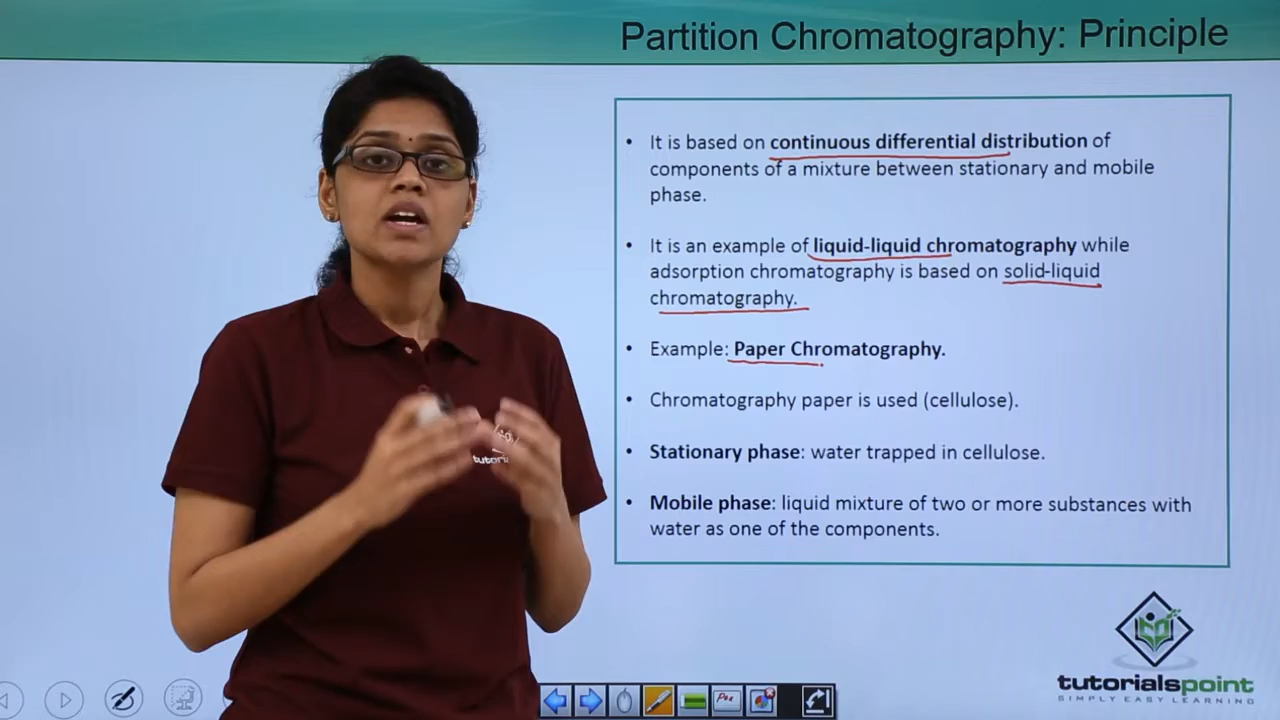 Partition Chromatography: Principle
• It is based on continuous differential distribution of
components of a mixture between stationary and mobile
phase.
• It is an example of liquid-liquid chromatography while
adsorption chromatography is based on solid-liquid
chromatography.
• Example: Paper Chromatography.
• Chromatography paper is used (cellulose).
• Stationary phase: water trapped in cellulose.
• Mobile phase: liquid mixture of two or more substances with
water as one of the components.
tutorialspoint
SIMPLY EASY LEARNING